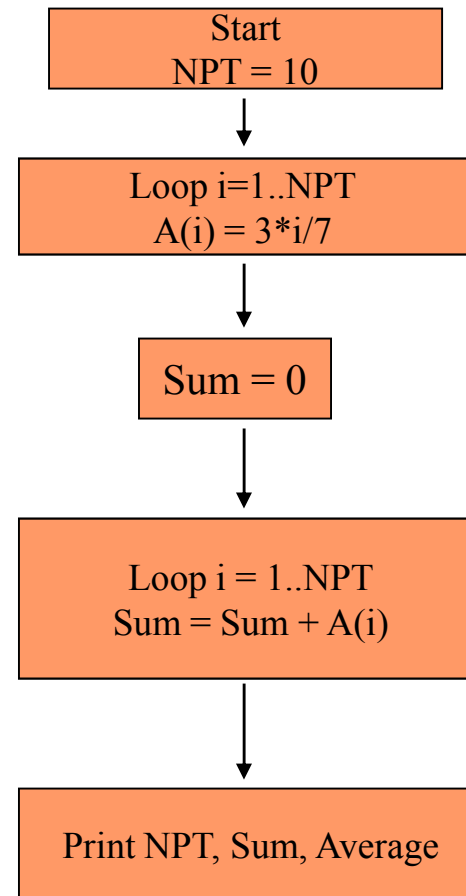 Start
NPT = 10
Loop i=1..NPT
A(i) = 3*i/7
Sum = 0
Loop i = 1..NPT
Sum = Sum + A(i)
Print NPT, Sum, Average